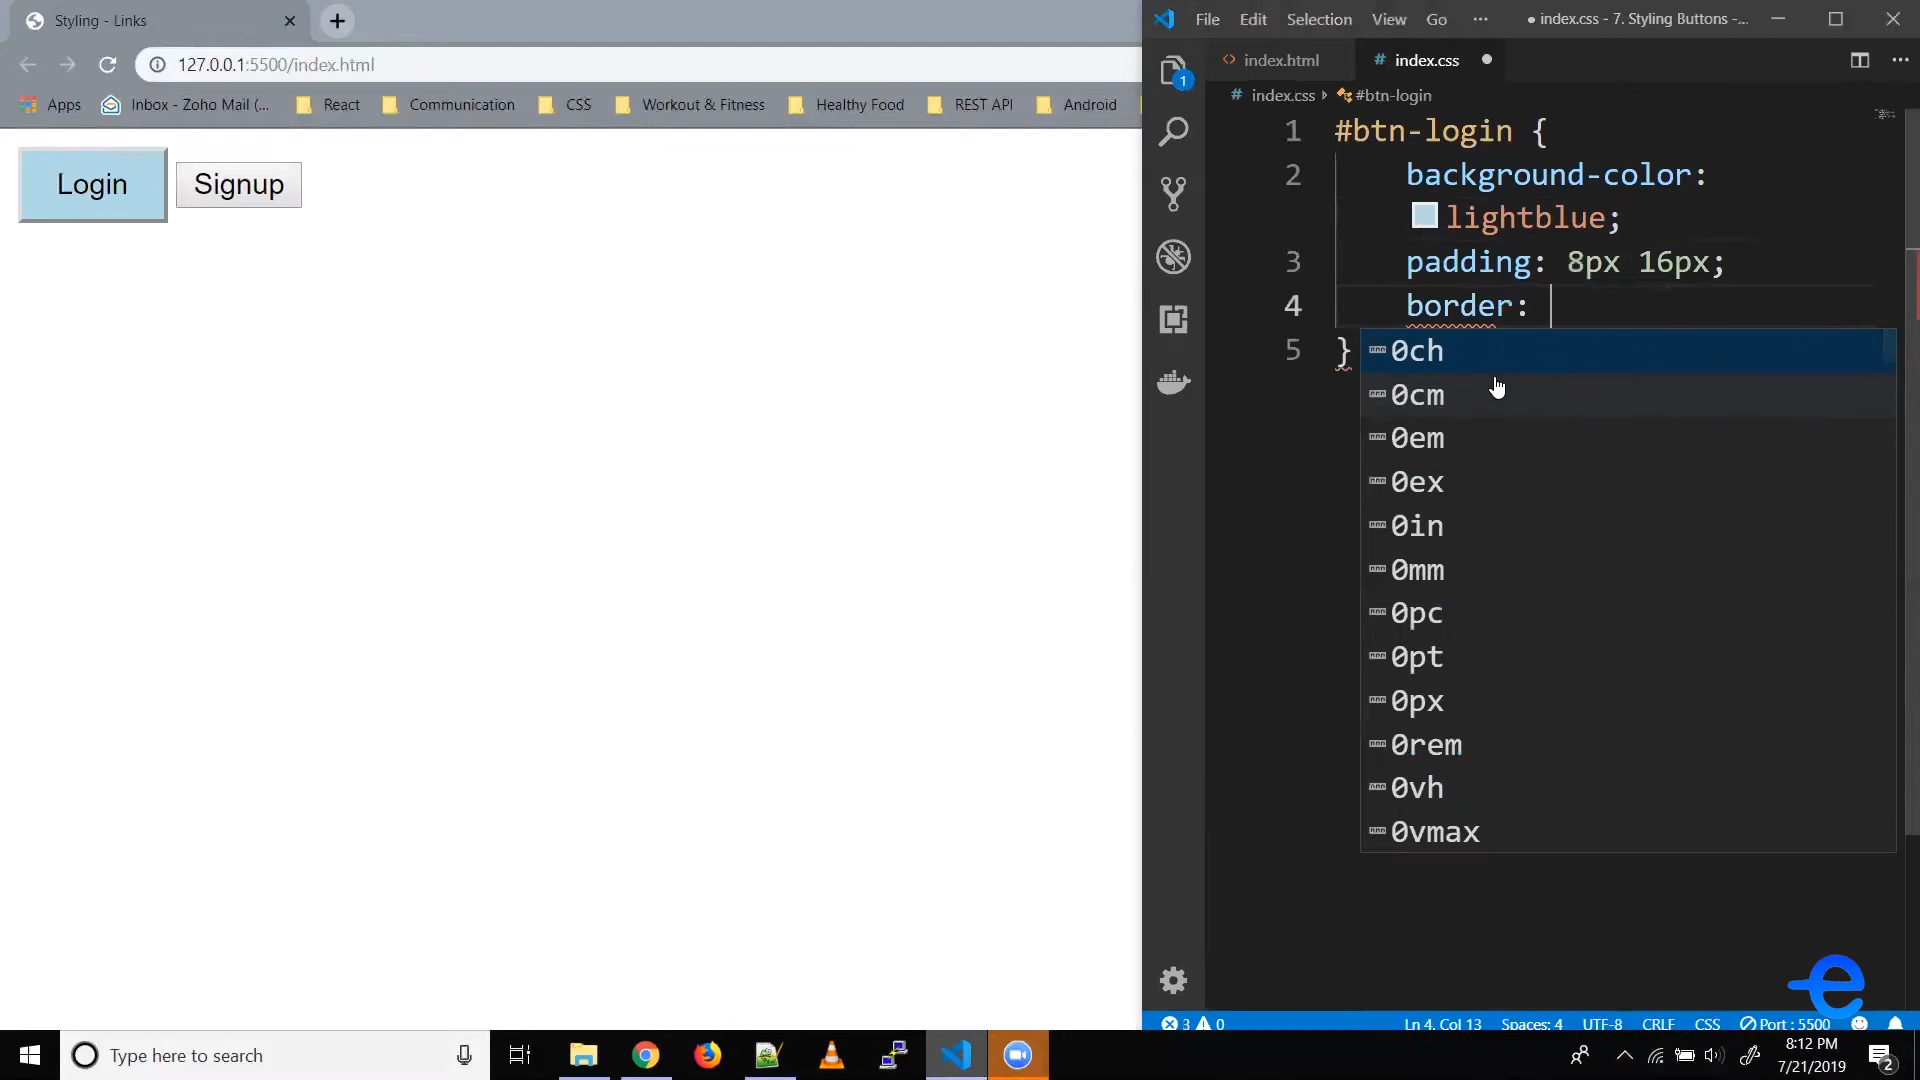 Styling - Links
127.0.0.1:5500/index.html
Apps
Inbox - Zoho Mail (...
React
Communication
CSS
Workout & Fitness
Healthy Food
REST API
Android
Login
Signup
File Edit Selection View Go ···
● index.css - 7. Styling Buttons -...
index.html
# index.css
# index.css
#btn-login
1
1 #btn-login {
2 background-color:
lightblue;
3 padding: 8px 16px;
4 border:
5 }
0ch
0cm
0em
0ex
0in
0mm
0pc
0pt
0px
0rem
0vh
0vmax
3 0
Ln 4, Col 13
Spaces: 4
UTF-8
CRLF
CSS
Port : 5500
Type here to search
8:12 PM
7/21/2019
2